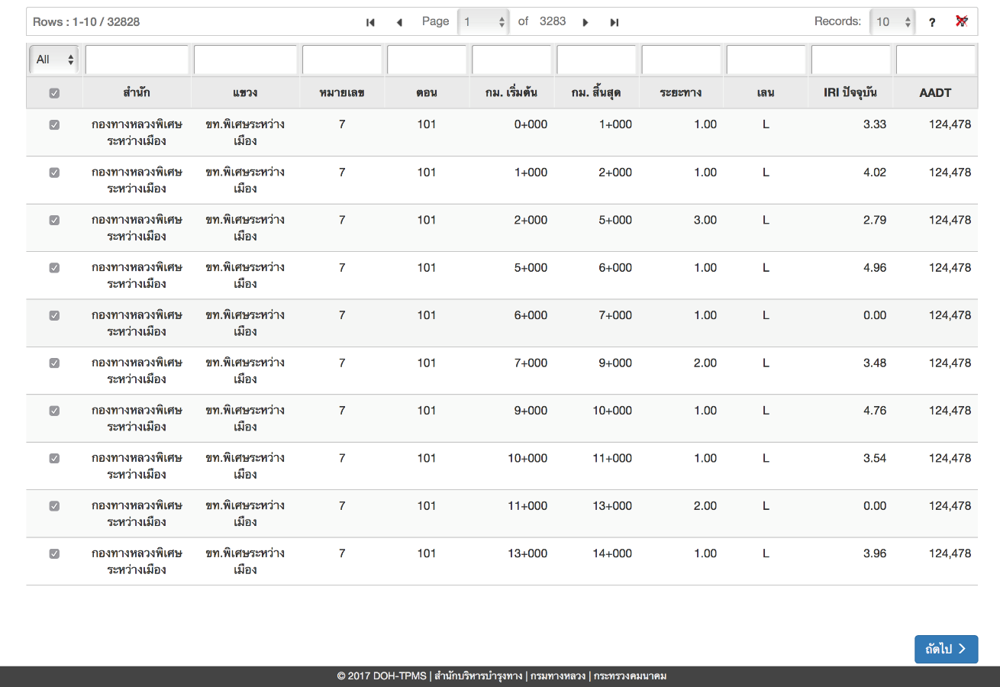 Rows : 1-10 / 32828 Page 1 of 3283 Records: 10 ?
All
สำนัก แขวง หมายเลข ตอน กม. เริ่มต้น กม. สิ้นสุด ระยะทาง เลน IRI ปัจจุบัน AADT
กองทางหลวงพิเศษ ขท.พิเศษระหว่าง 7 101 0+000 1+000 1.00 L 3.33 124,478
ระหว่างเมือง เมือง
กองทางหลวงพิเศษ ขท.พิเศษระหว่าง 7 101 1+000 2+000 1.00 L 4.02 124,478
ระหว่างเมือง เมือง
กองทางหลวงพิเศษ ขท.พิเศษระหว่าง 7 101 2+000 5+000 3.00 L 2.79 124,478
ระหว่างเมือง เมือง
กองทางหลวงพิเศษ ขท.พิเศษระหว่าง 7 101 5+000 6+000 1.00 L 4.96 124,478
ระหว่างเมือง เมือง
กองทางหลวงพิเศษ ขท.พิเศษระหว่าง 7 101 6+000 7+000 1.00 L 0.00 124,478
ระหว่างเมือง เมือง
กองทางหลวงพิเศษ ขท.พิเศษระหว่าง 7 101 7+000 9+000 2.00 L 3.48 124,478
ระหว่างเมือง เมือง
กองทางหลวงพิเศษ ขท.พิเศษระหว่าง 7 101 9+000 10+000 1.00 L 4.76 124,478
ระหว่างเมือง เมือง
กองทางหลวงพิเศษ ขท.พิเศษระหว่าง 7 101 10+000 11+000 1.00 L 3.54 124,478
ระหว่างเมือง เมือง
กองทางหลวงพิเศษ ขท.พิเศษระหว่าง 7 101 11+000 13+000 2.00 L 0.00 124,478
ระหว่างเมือง เมือง
กองทางหลวงพิเศษ ขท.พิเศษระหว่าง 7 101 13+000 14+000 1.00 L 3.96 124,478
ระหว่างเมือง เมือง
ถัดไป
© 2017 DOH-TPMS | สำนักบริหารบำรุงทาง | กรมทางหลวง | กระทรวงคมนาคม